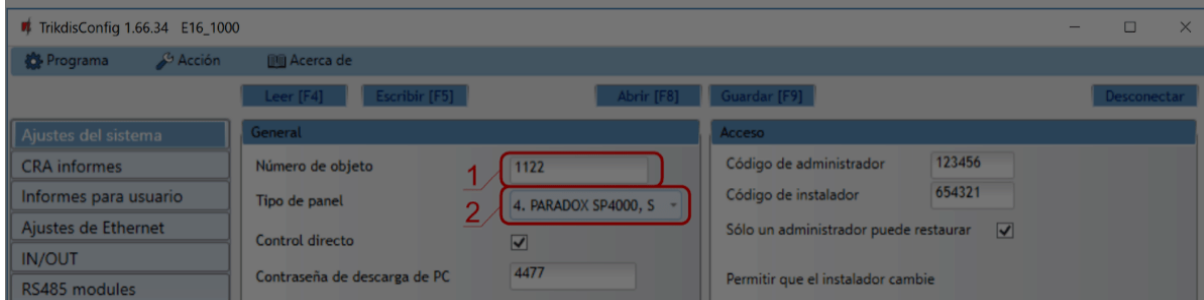 TrikdisConfig 1.66.34 E16_1000
Programa Acción Acerca de
Leer [F4] Escribir [F5] Abrir [F8] Guardar [F9] Desconectar
Ajustes del sistema
CRA informes
Informes para usuario
Ajustes de Ethernet
IN/OUT
RS485 modules
General
Número de objeto 1 1122
Tipo de panel 2 4. PARADOX SP4000, S
Control directo
Contraseña de descarga de PC 4477
Acceso
Código de administrador 123456
Código de instalador 654321
Sólo un administrador puede restaurar
Permitir que el instalador cambie